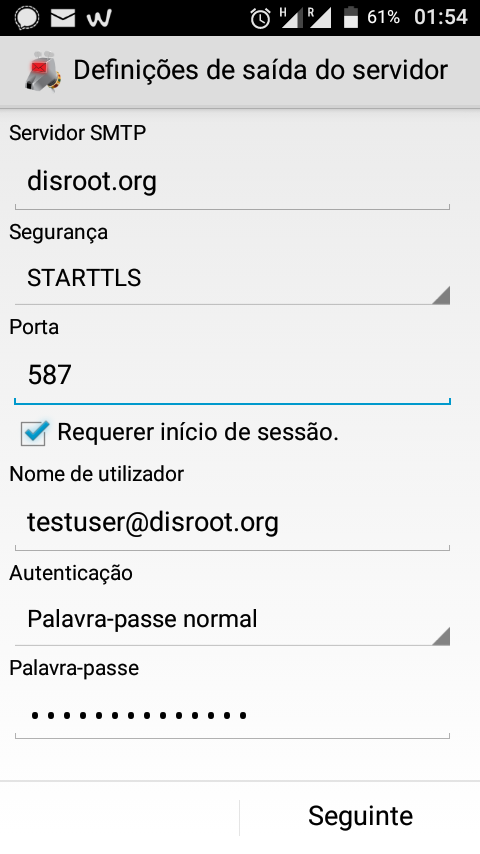 H R 61% 01:54
Definições de saída do servidor
Servidor SMTP
disroot.org
Segurança
STARTTLS
Porta
587
Requerer início de sessão.
Nome de utilizador
testuser@disroot.org
Autenticação
Palavra-passe normal
Palavra-passe
••••••••••••••
Seguinte